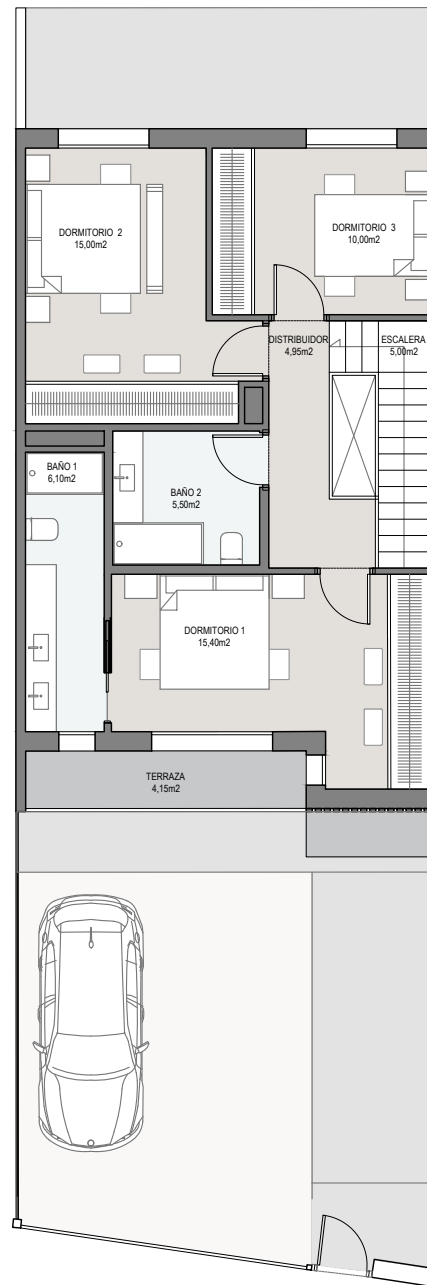 DORMITORIO 2
15,00m2
DORMITORIO 3
10,00m2
DISTRIBUIDOR
4,95m2
ESCALERA
5,00m2
BAÑO 1
6,10m2
BAÑO 2
5,50m2
DORMITORIO 1
15,40m2
TERRAZA
4,15m2